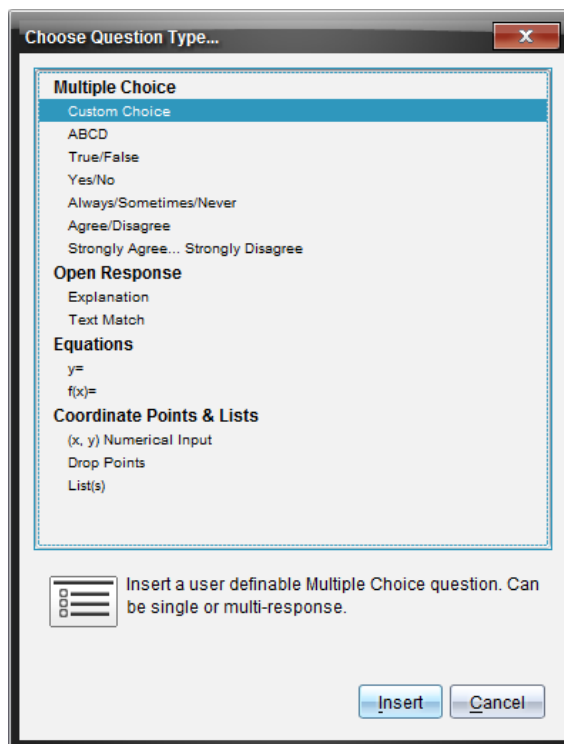 Choose Question Type...
Multiple Choice
Custom Choice
ABCD
True/False
Yes/No
Always/Sometimes/Never
Agree/Disagree
Strongly Agree... Strongly Disagree
Open Response
Explanation
Text Match
Equations
y=
f(x)=
Coordinate Points & Lists
(x, y) Numerical Input
Drop Points
List(s)
Insert a user definable Multiple Choice question. Can
be single or multi-response.
Insert Cancel